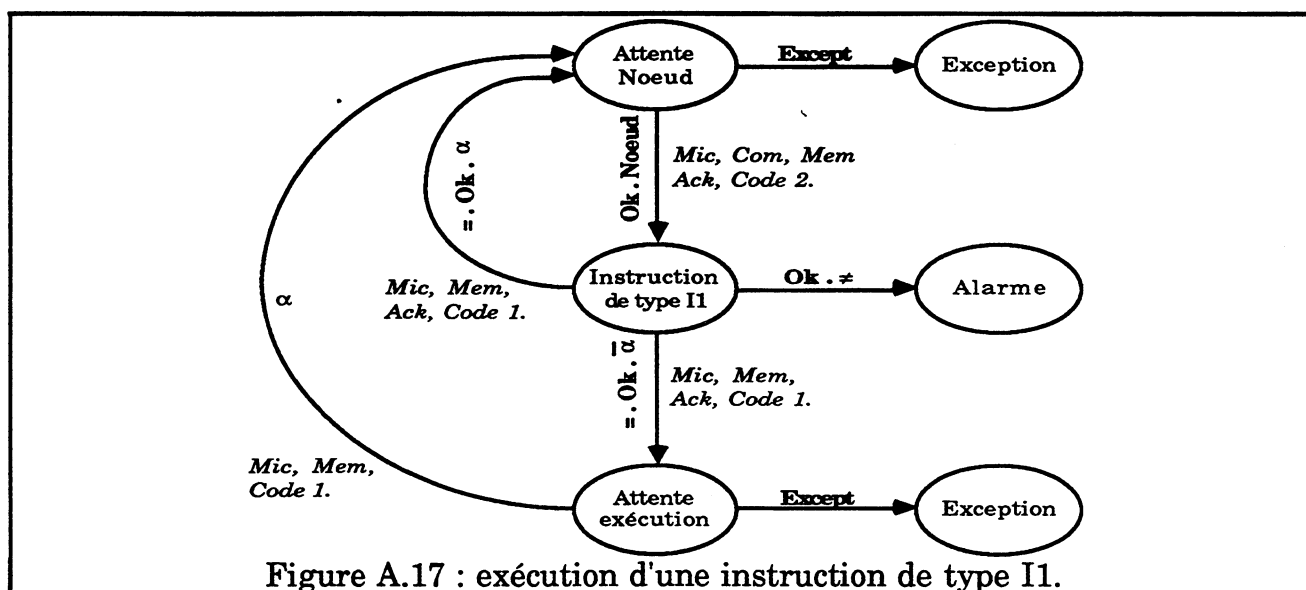 Attente
Noeud
Except
Exception
Ok.Noeud
Mic, Com, Mem
Ack, Code 2.
=.Ok.α
Instruction
de type I1
Ok.≠
Alarme
Mic, Mem,
Ack, Code 1.
α
=.Ok.α̅
Mic, Mem,
Ack, Code 1.
Mic, Mem,
Code 1.
Attente
exécution
Except
Exception
Figure A.17 : exécution d'une instruction de type I1.